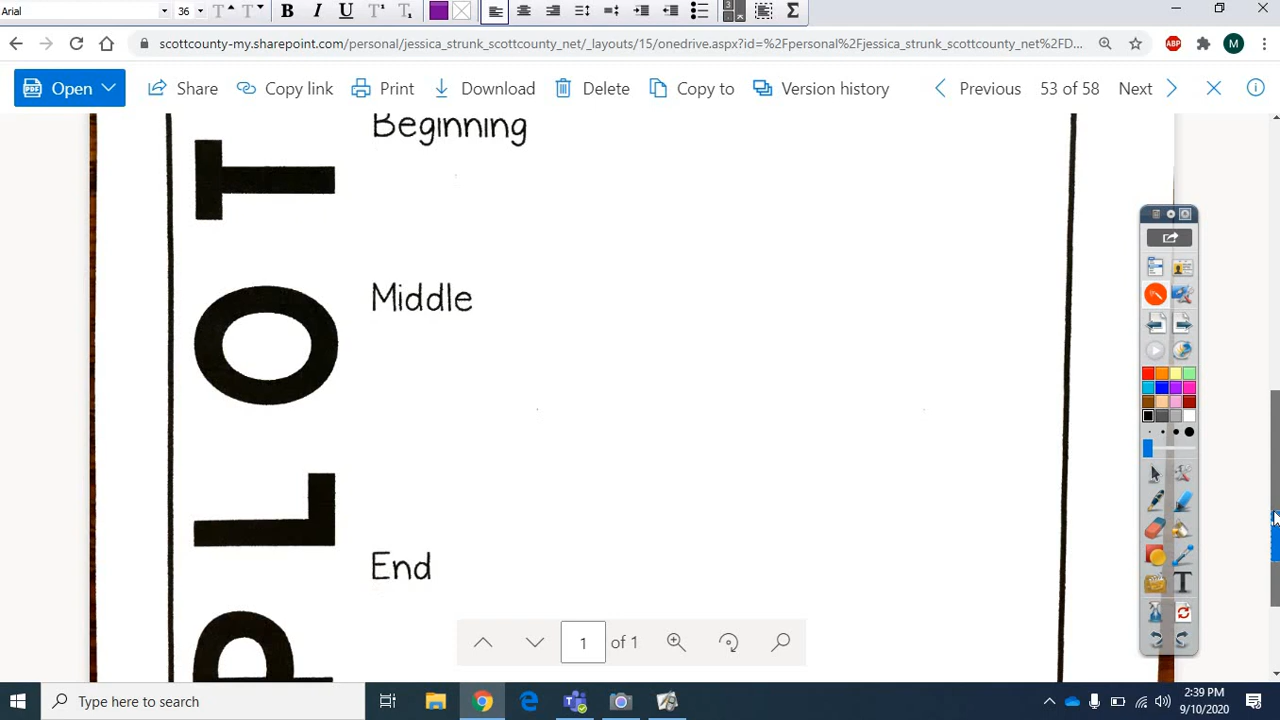 Arial 36 B I U
scottcounty-my.sharepoint.com/personal/jessica_strunk_scottcounty_net/_layouts/15/onedrive.aspx?id=%2Fpersonal%2Fjessica_strunk_scottcounty_net%2FD... ABP M
Open Share Print Copy link Download Delete Copy to Version history Previous 53 of 58 Next
Beginning
Middle
End
PLOT
1 of 1
Type here to search
2:39 PM
9/10/2020